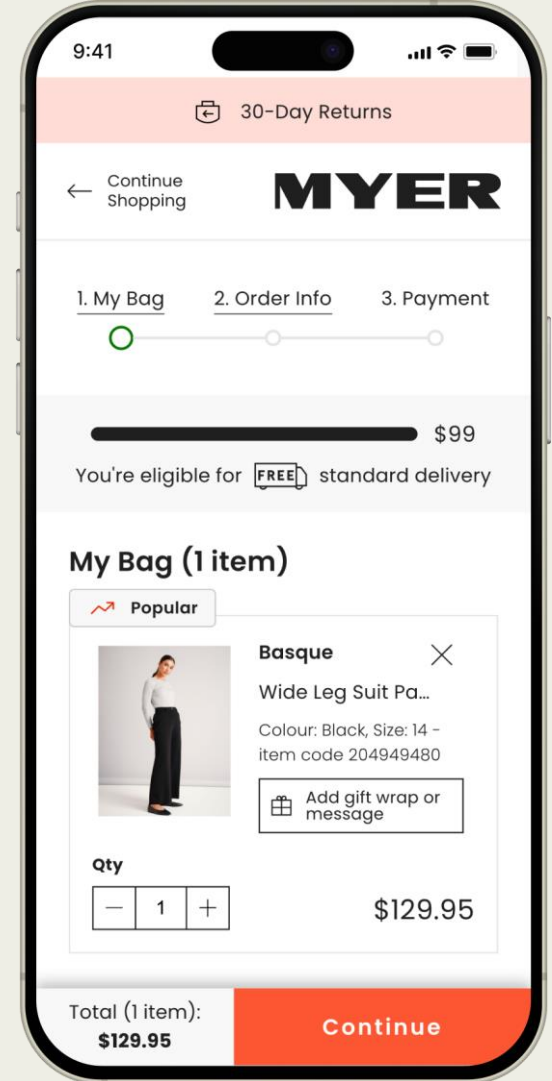 9:41
30-Day Returns
Continue
Shopping
MYER
1. My Bag
2. Order Info
3. Payment
$99
You're eligible for FREE standard delivery
My Bag (1 item)
Popular
Basque
Wide Leg Suit Pa...
Colour: Black, Size: 14 -
item code 204949480
Add gift wrap or
message
Qty
1
$129.95
Total (1 item):
$129.95
Continue